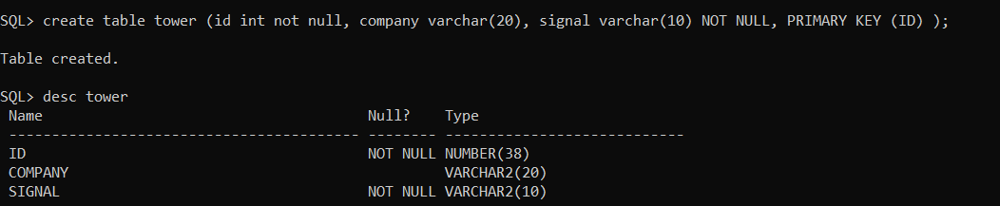 SQL> create table tower (id int not null, company varchar(20), signal varchar(10) NOT NULL, PRIMARY KEY (ID) );
Table created.
SQL> desc tower
Name Null? Type
----------------------------------------- -------- ----------------------------
ID NOT NULL NUMBER(38)
COMPANY VARCHAR2(20)
SIGNAL NOT NULL VARCHAR2(10)